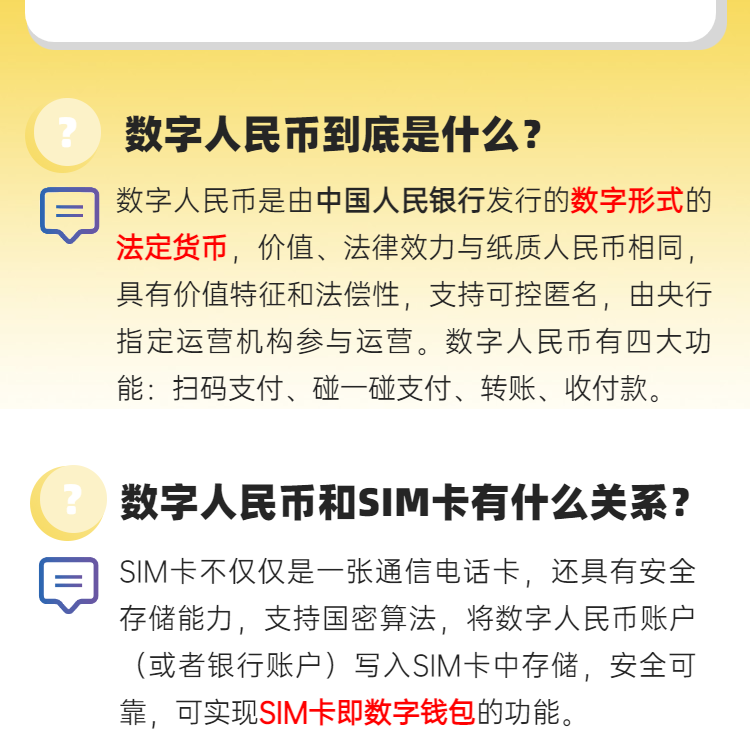 ?
数字人民币到底是什么？
数字人民币是由中国人民银行发行的数字形式的
法定货币，价值、法律效力与纸质人民币相同，
具有价值特征和法偿性，支持可控匿名，由央行
指定运营机构参与运营。数字人民币有四大功
能：扫码支付、碰一碰支付、转账、收付款。
?
数字人民币和SIM卡有什么关系？
SIM卡不仅仅是一张通信电话卡，还具有安全
存储能力，支持国密算法，将数字人民币账户
（或者银行账户）写入SIM卡中存储，安全可
靠，可实现SIM卡即数字钱包的功能。